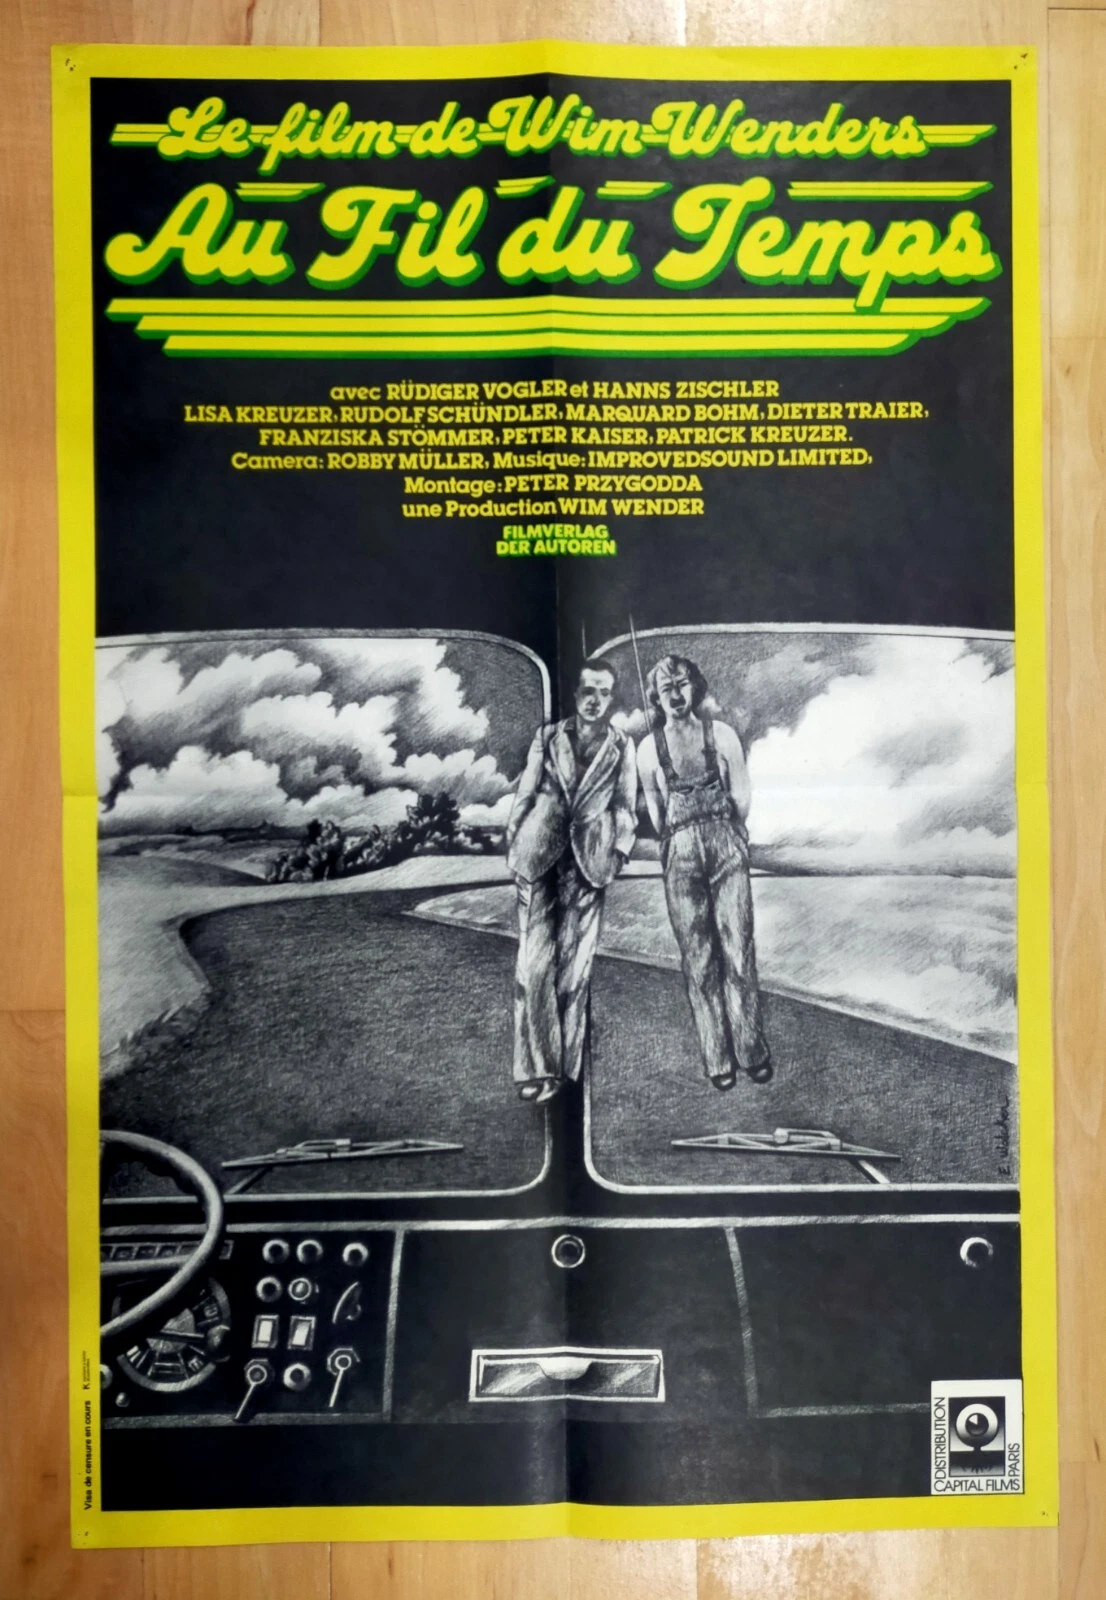 Le film de Wim Wenders
Au Fil du Temps
avec RÜDIGER VOGLER et HANNS ZISCHLER
LISA KREUZER, RUDOLF SCHÜNDLER, MARQUARD BOHM, DIETER TRAIER,
FRANZISKA STÖMMER, PETER KAISER, PATRICK KREUZER.
Camera: ROBBY MÜLLER, Musique: IMPROVEDSOUND LIMITED,
Montage: PETER PRZYGODDA
une Production WIM WENDER
FILMVERLAG
DER AUTOREN
Visa de censure en cours
DISTRIBUTION
CAPITAL FILMS
PARIS